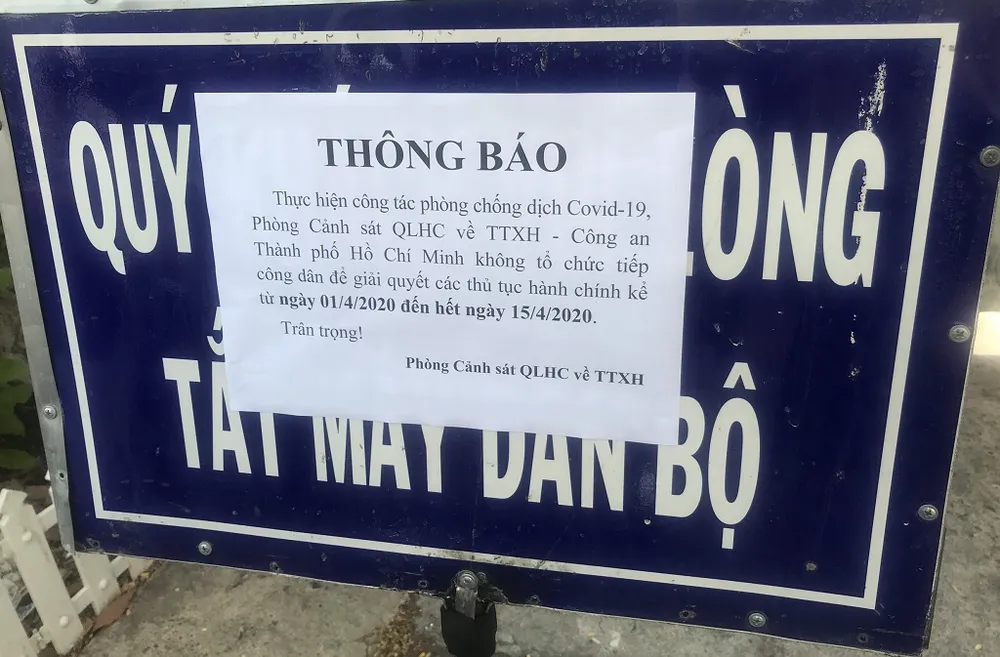 QUÝ
LÒNG
THÔNG BÁO
Thực hiện công tác phòng chống dịch Covid-19,
Phòng Cảnh sát QLHC về TTXH - Công an
Thành phố Hồ Chí Minh không tổ chức tiếp
công dân để giải quyết các thủ tục hành chính kể
từ ngày 01/4/2020 đến hết ngày 15/4/2020.
Trân trọng!
Phòng Cảnh sát QLHC về TTXH
TẮT MÁY DẪN BỘ